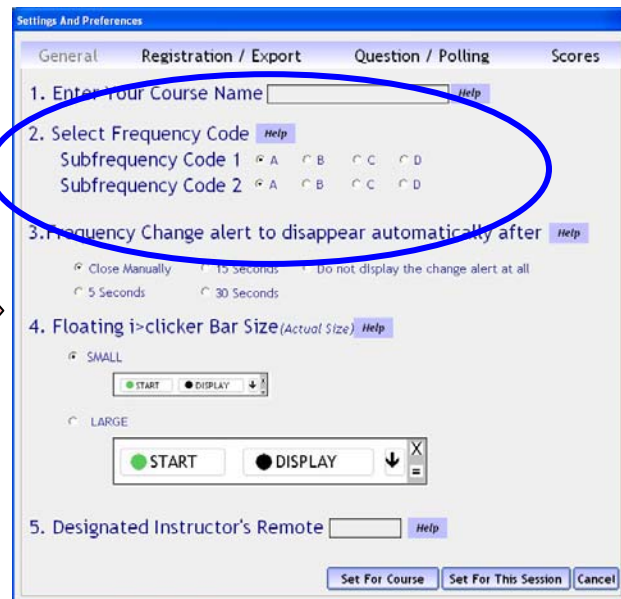 Settings And Preferences
General Registration / Export Question / Polling Scores
1. Enter Your Course Name Help
2. Select Frequency Code Help
Subfrequency Code 1 A B C D
Subfrequency Code 2 A B C D
3.Frequency Change alert to disappear automatically after Help
Close Manually 15 Seconds Do not display the change alert at all
5 Seconds 30 Seconds
4. Floating i>clicker Bar Size(Actual Size) Help
SMALL
START DISPLAY
LARGE
START DISPLAY X
=
5. Designated Instructor's Remote Help
Set For Course Set For This Session Cancel